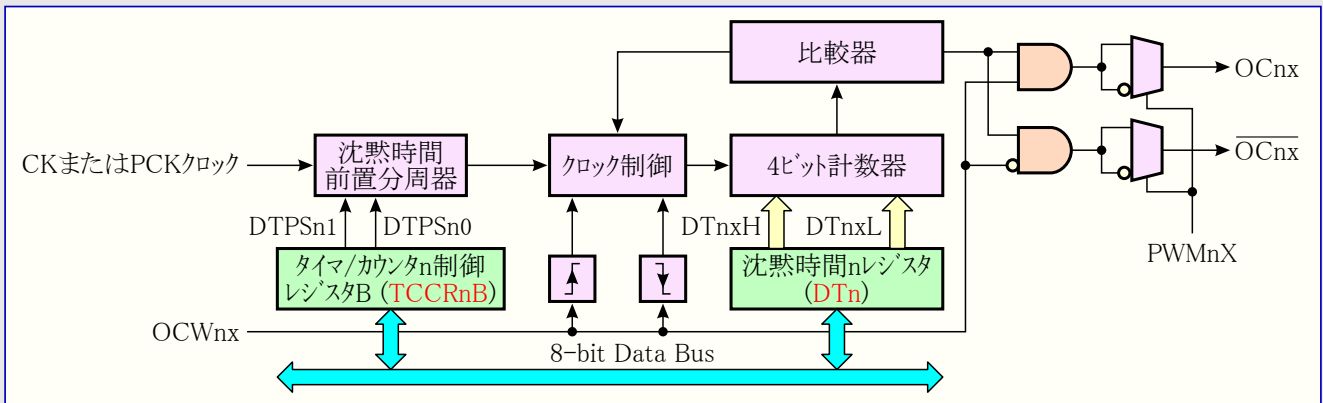 比較器
OCnx
CKまたはPCKクロック
沈黙時間
前置分周器
クロック制御
4ビット計数器
OCnx
DTPSn1
DTPSn0
DTnxH
DTnxL
PWMnX
タイマ/カウンタn制御
レジスタB (TCCRnB)
沈黙時間nレジスタ
(DTn)
OCWnx
8-bit Data Bus